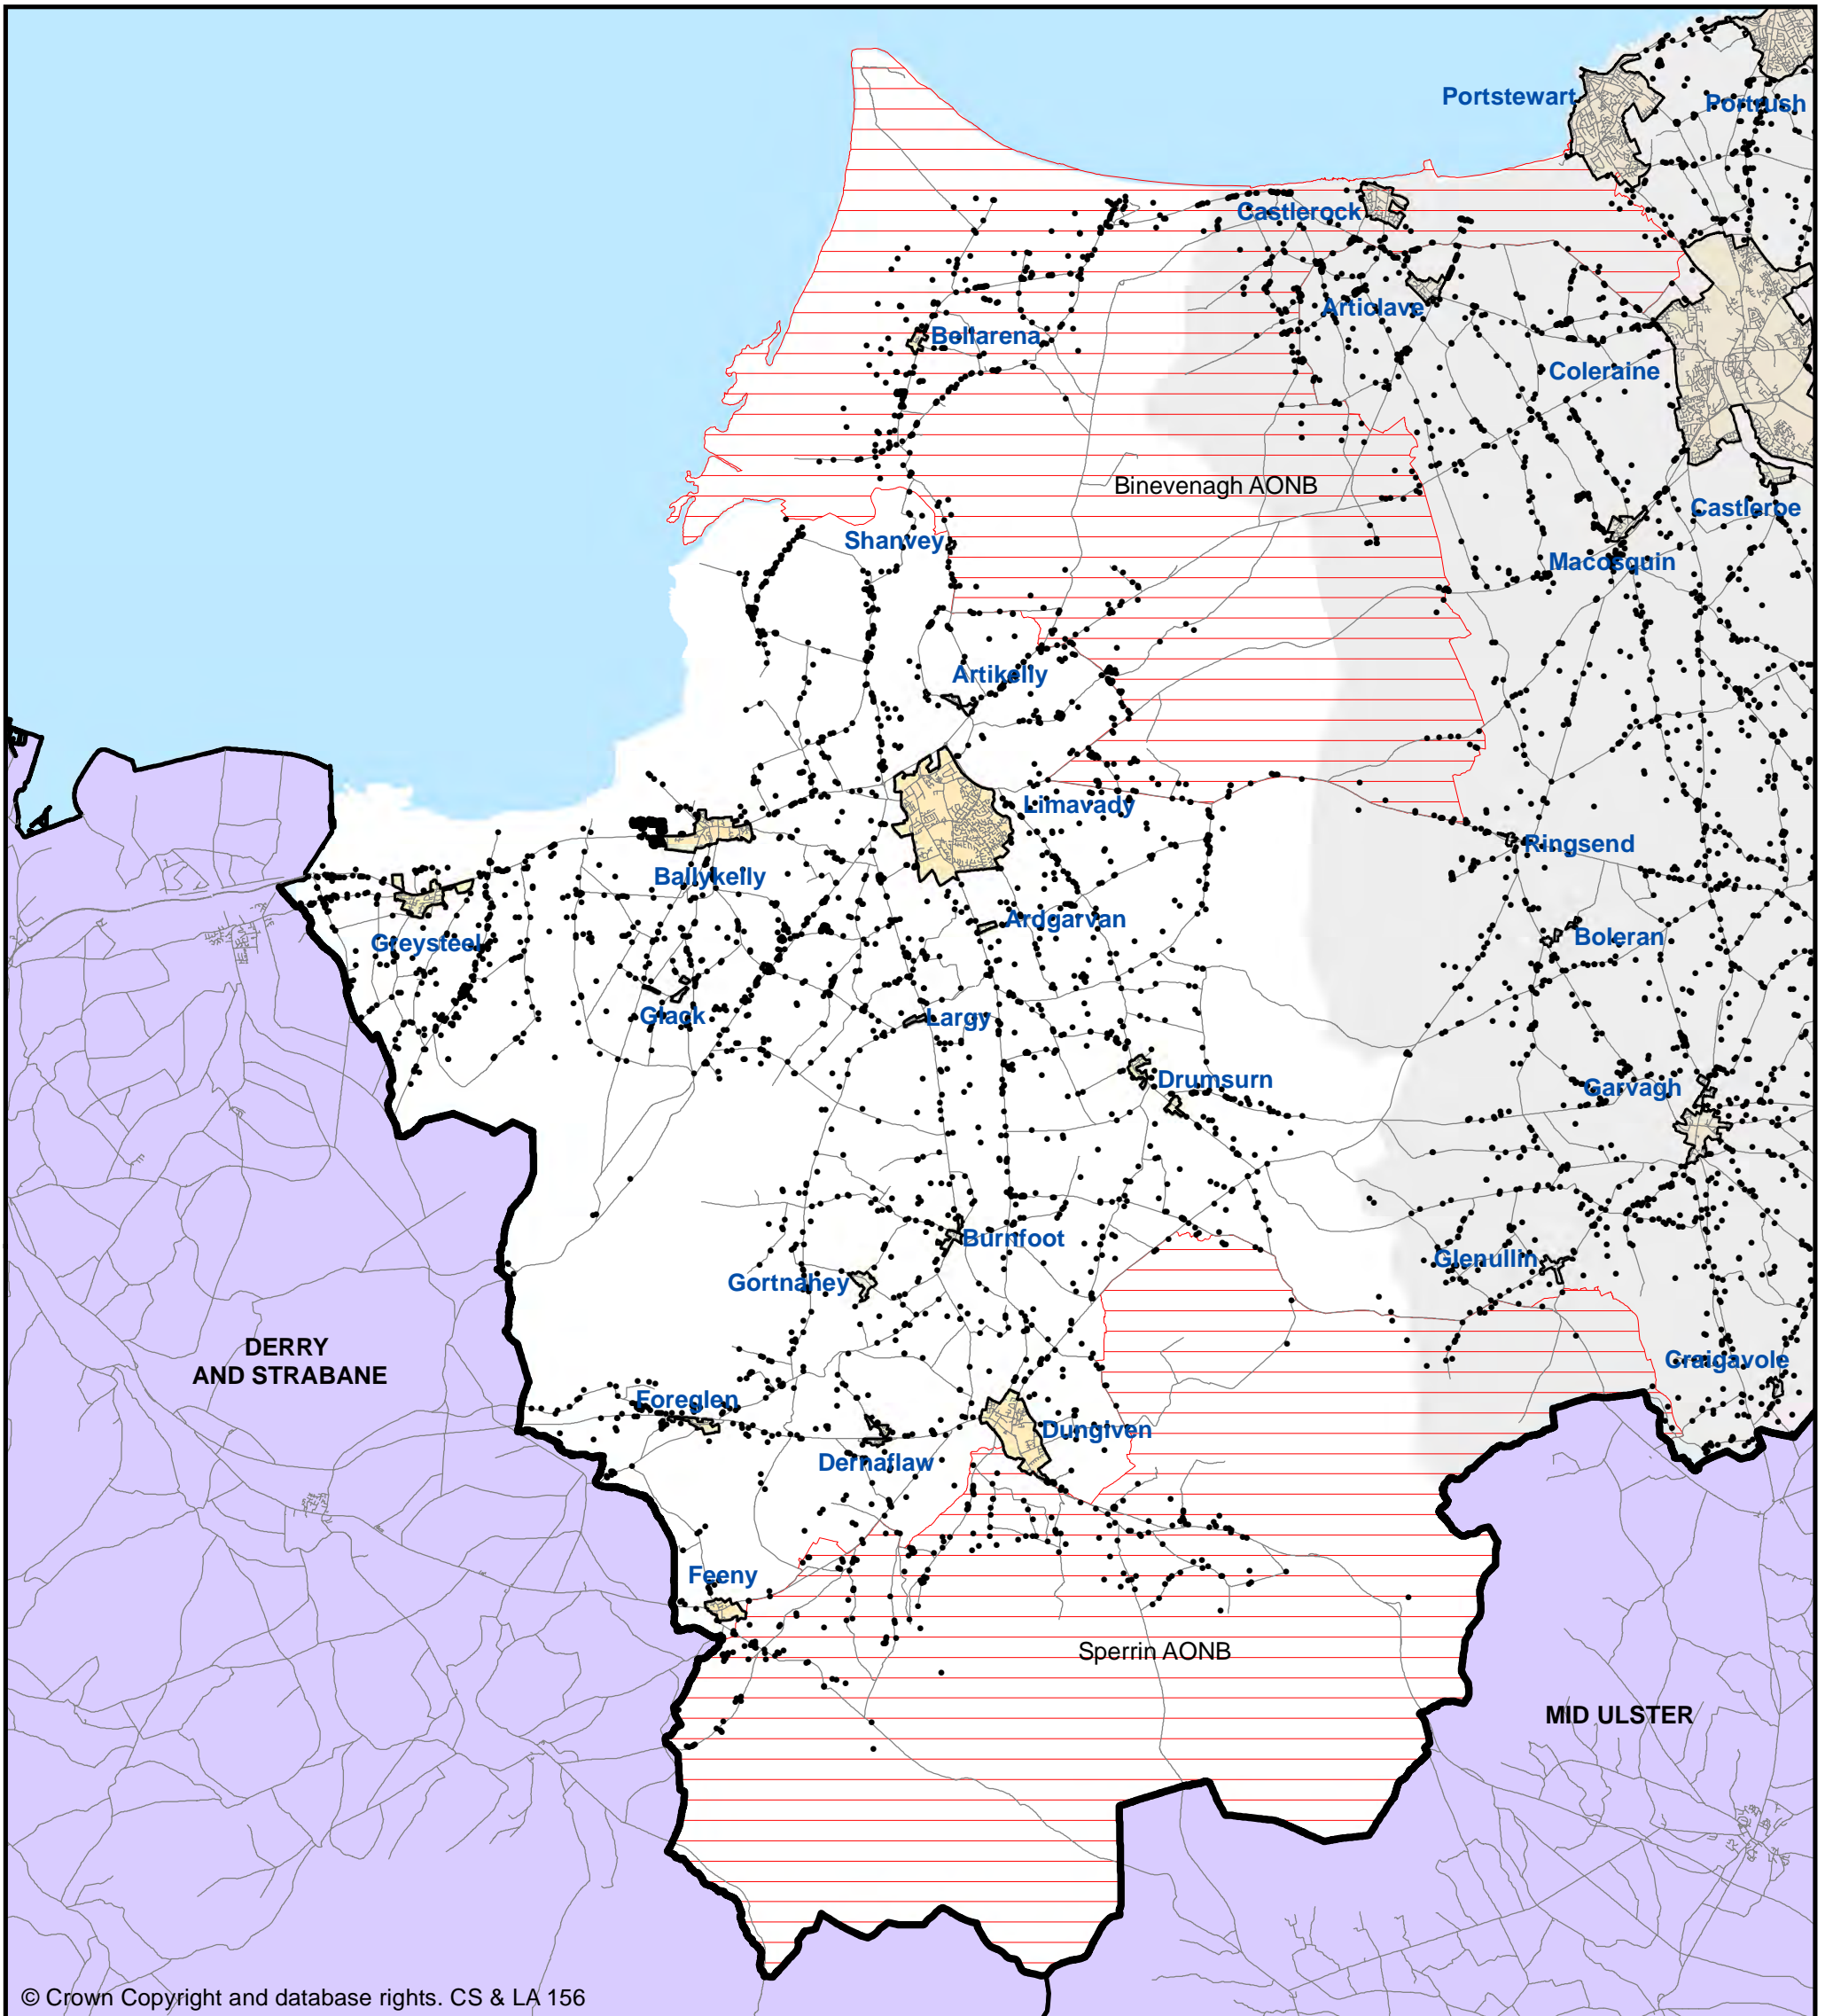 Portstewart
Portrush
Castlerock
Articlave
Bellarena
Coleraine
Binevenagh AONB
Castleroe
Shanvey
Macosquin
Artikelly
Limavady
Ringsend
Ballykelly
Ardgarvan
Boleran
Greysteel
Glack
Largy
Drumsurn
Garvagh
Burnfoot
Glenullin
Gortnahey
DERRY
AND STRABANE
Craigavole
Foreglen
Dungiven
Dernaflaw
Feeny
Sperrin AONB
MID ULSTER
© Crown Copyright and database rights. CS & LA 156